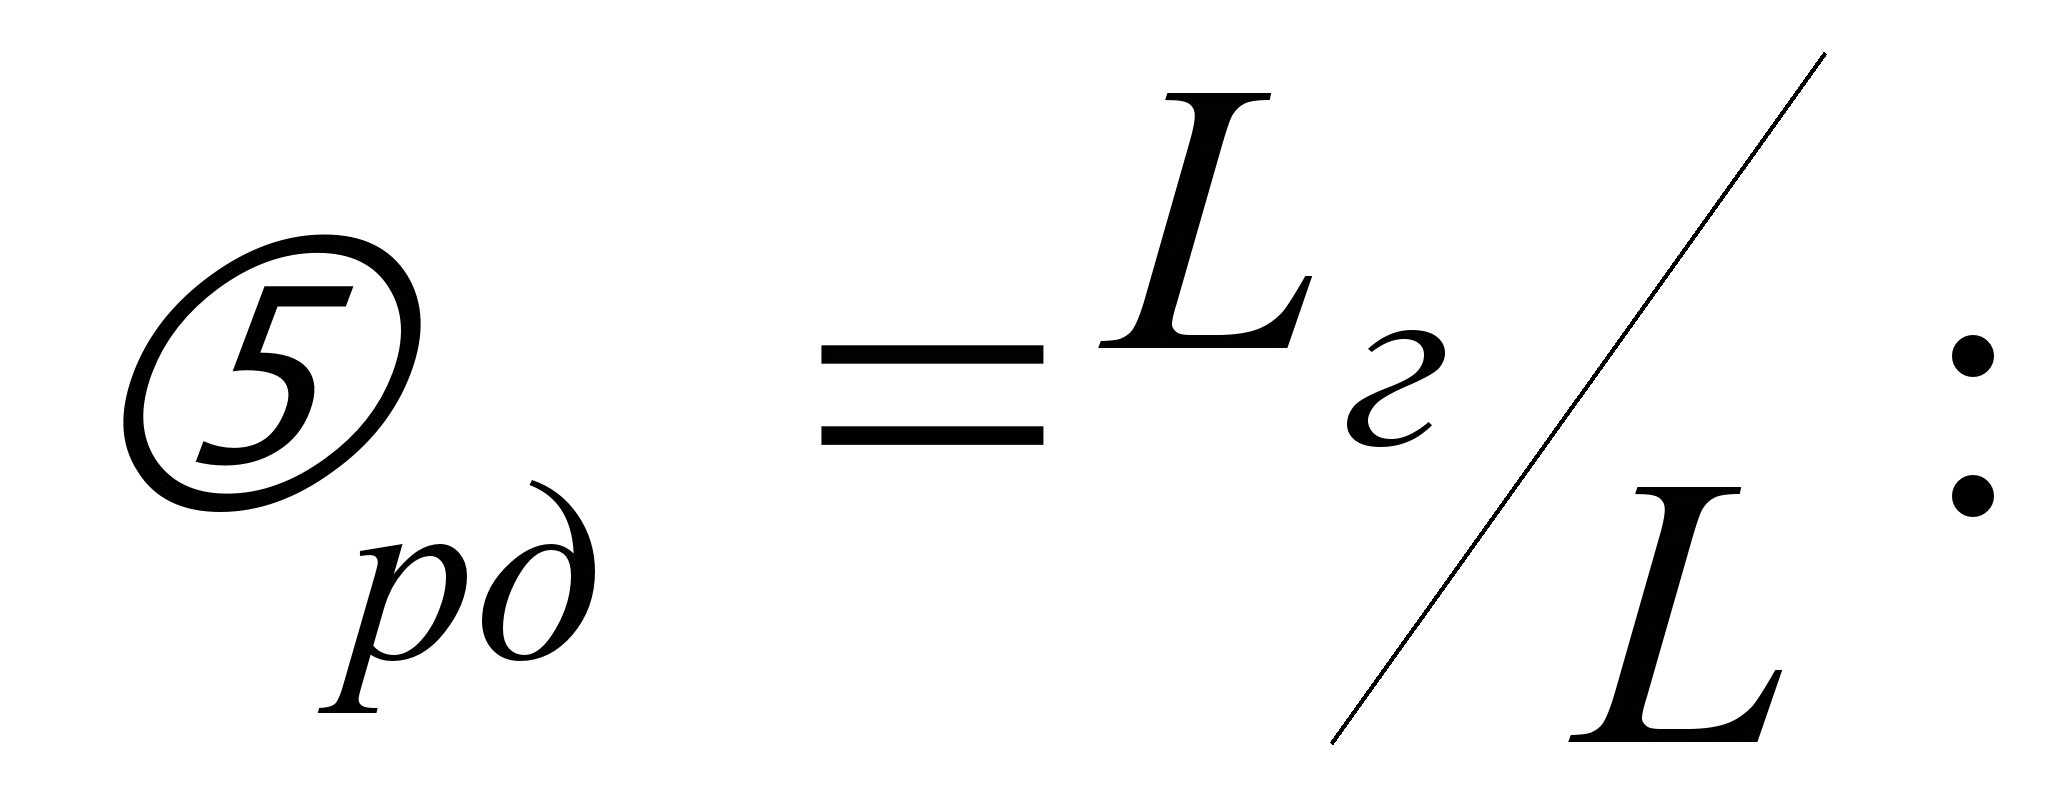 ⑤рд = Lг/L :